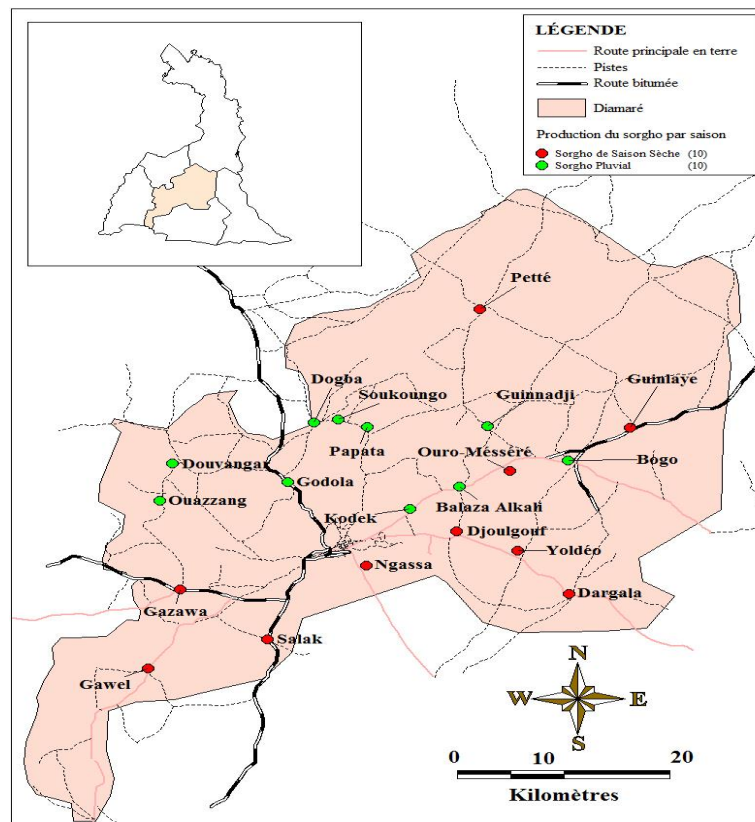 LÉGENDE
Route principale en terre
Pistes
Route bitumée
Diamaré
Production du sorgho par saison
Sorgho de Saison Sèche (10)
Sorgho Pluvial (10)
Petté
Dogba
Soukoungo
Guinnadji
Guinlaye
Papata
Ouro-Mésséré
Bogo
Douvangar
Godola
Ouazzang
Kodek
Balaza Alkali
Djoulgouf
Yoldéo
Ngassa
Dargala
Gazawa
Salak
Gawel
N
W E
S
0 10 20
Kilomètres